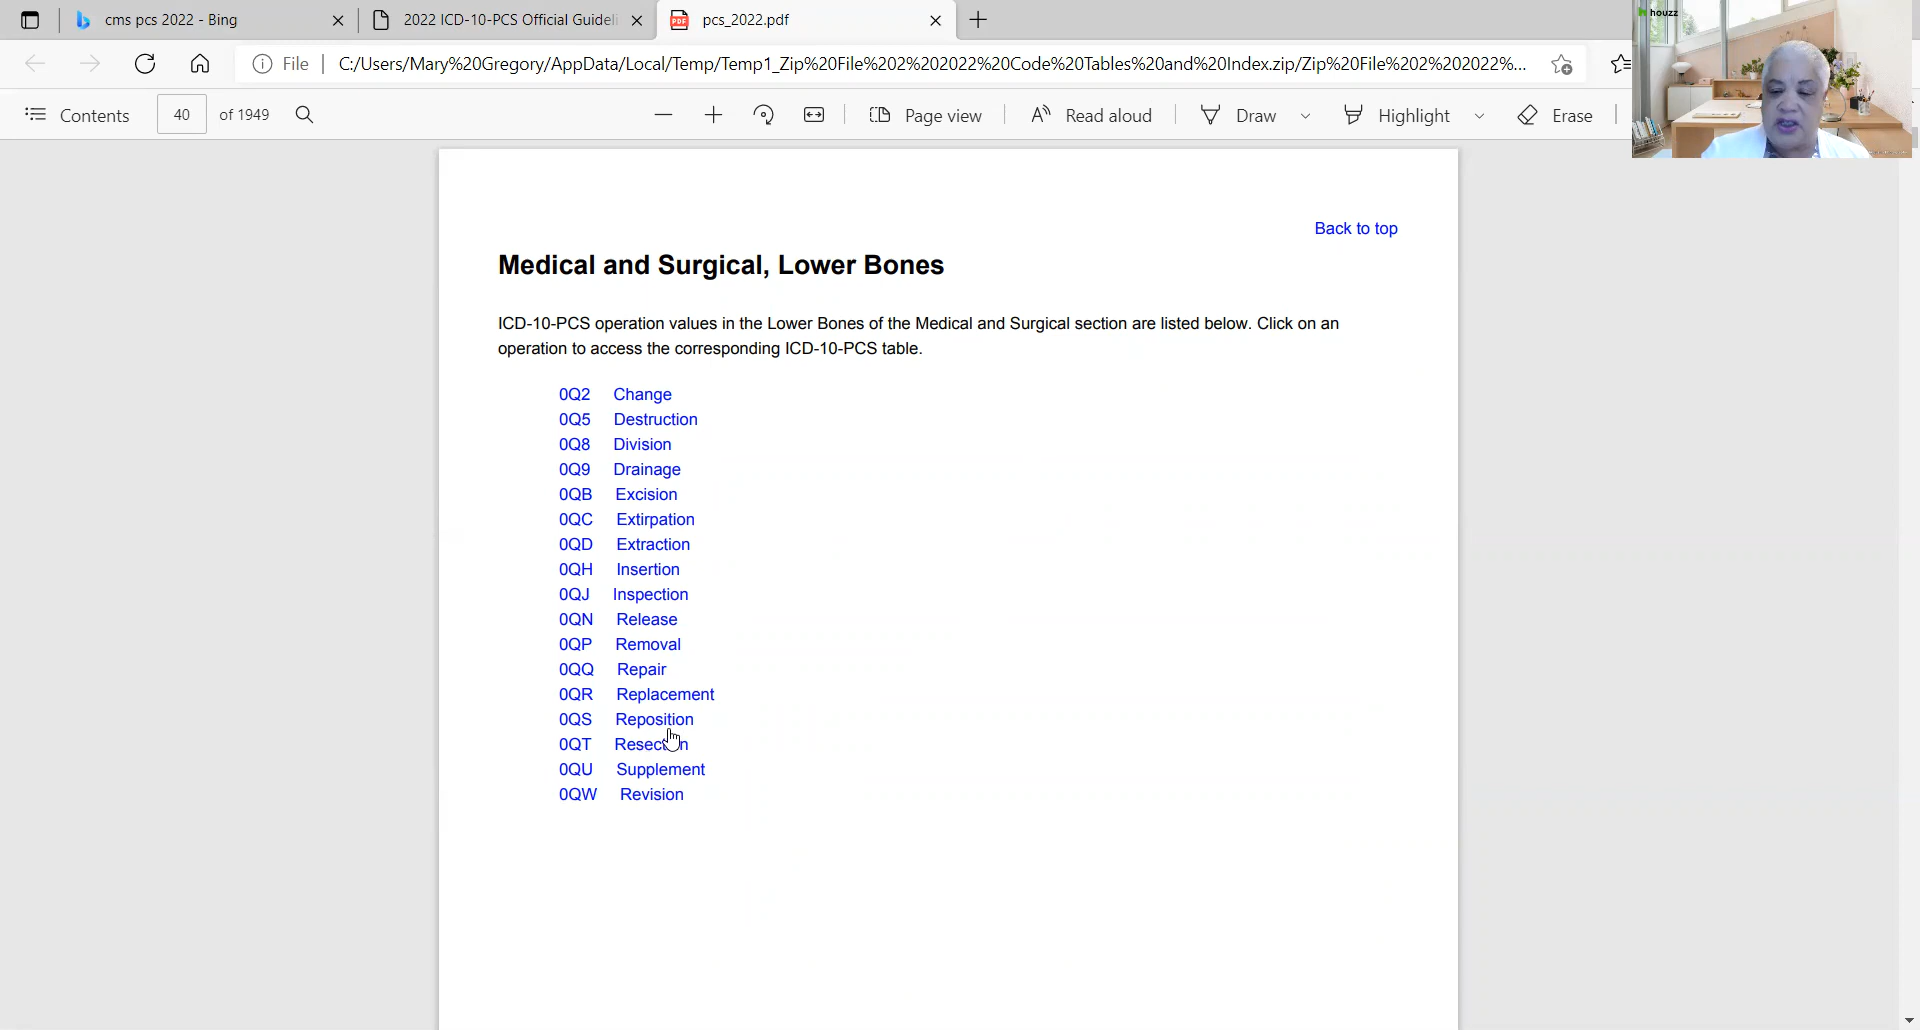 cms pcs 2022 - Bing
2022 ICD-10-PCS Official Guideli
pcs_2022.pdf
houzz
File
C:/Users/Mary%20Gregory/AppData/Local/Temp/Temp1_Zip%20File%202%202022%20Code%20Tables%20and%20Index.zip/Zip%20File%202%202022%...
Contents
40 of 1949
Page view
Read aloud
Draw
Highlight
Erase
Back to top
Medical and Surgical, Lower Bones
ICD-10-PCS operation values in the Lower Bones of the Medical and Surgical section are listed below. Click on an
operation to access the corresponding ICD-10-PCS table.
0Q2 Change
0Q5 Destruction
0Q8 Division
0Q9 Drainage
0QB Excision
0QC Extirpation
0QD Extraction
0QH Insertion
0QJ Inspection
0QN Release
0QP Removal
0QQ Repair
0QR Replacement
0QS Reposition
0QT Resection
0QU Supplement
0QW Revision